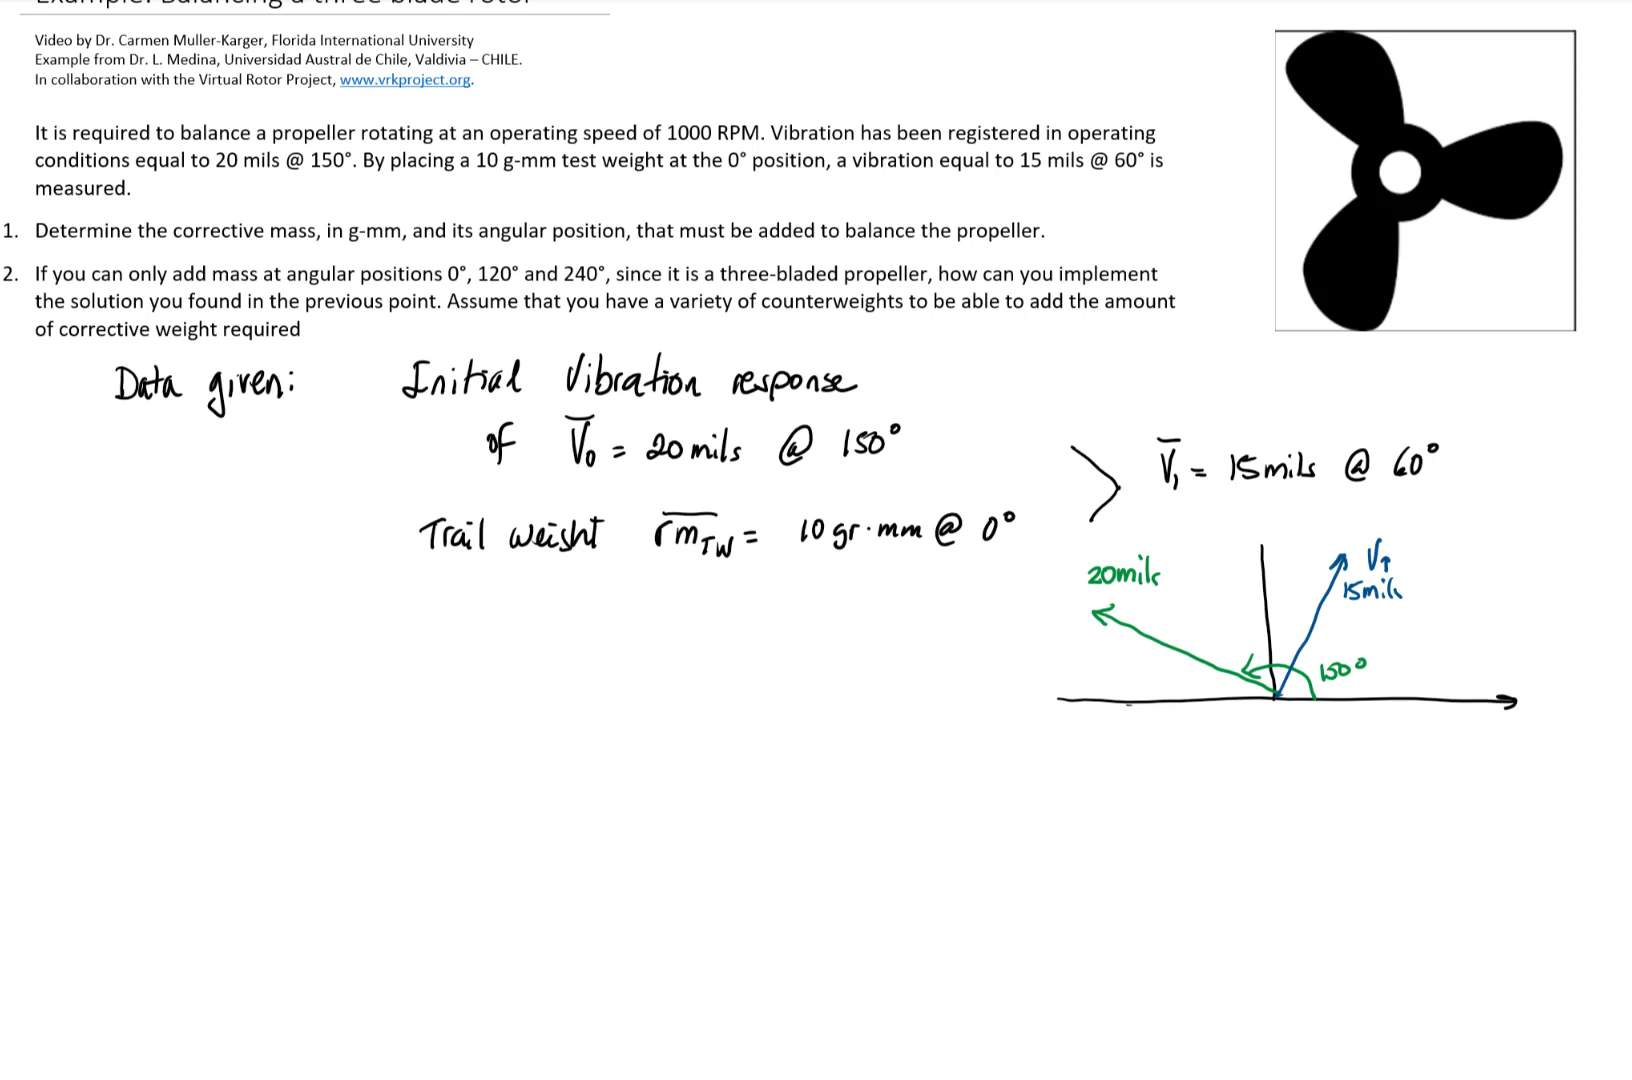 Video by Dr. Carmen Muller-Karger, Florida International University
Example from Dr. L. Medina, Universidad Austral de Chile, Valdivia – CHILE.
In collaboration with the Virtual Rotor Project, www.vrkproject.org.
It is required to balance a propeller rotating at an operating speed of 1000 RPM. Vibration has been registered in operating
conditions equal to 20 mils @ 150°. By placing a 10 g-mm test weight at the 0° position, a vibration equal to 15 mils @ 60° is
measured.
1. Determine the corrective mass, in g-mm, and its angular position, that must be added to balance the propeller.
2. If you can only add mass at angular positions 0°, 120° and 240°, since it is a three-bladed propeller, how can you implement
the solution you found in the previous point. Assume that you have a variety of counterweights to be able to add the amount
of corrective weight required
Data given: Initial Vibration response
of V̅₀ = 20 mils @ 150°
V̅₁ = 15 mils @ 60°
Trail weight r̅m̅_TW = 10 gr·mm @ 0°
20mils
V₁
15mils
150°